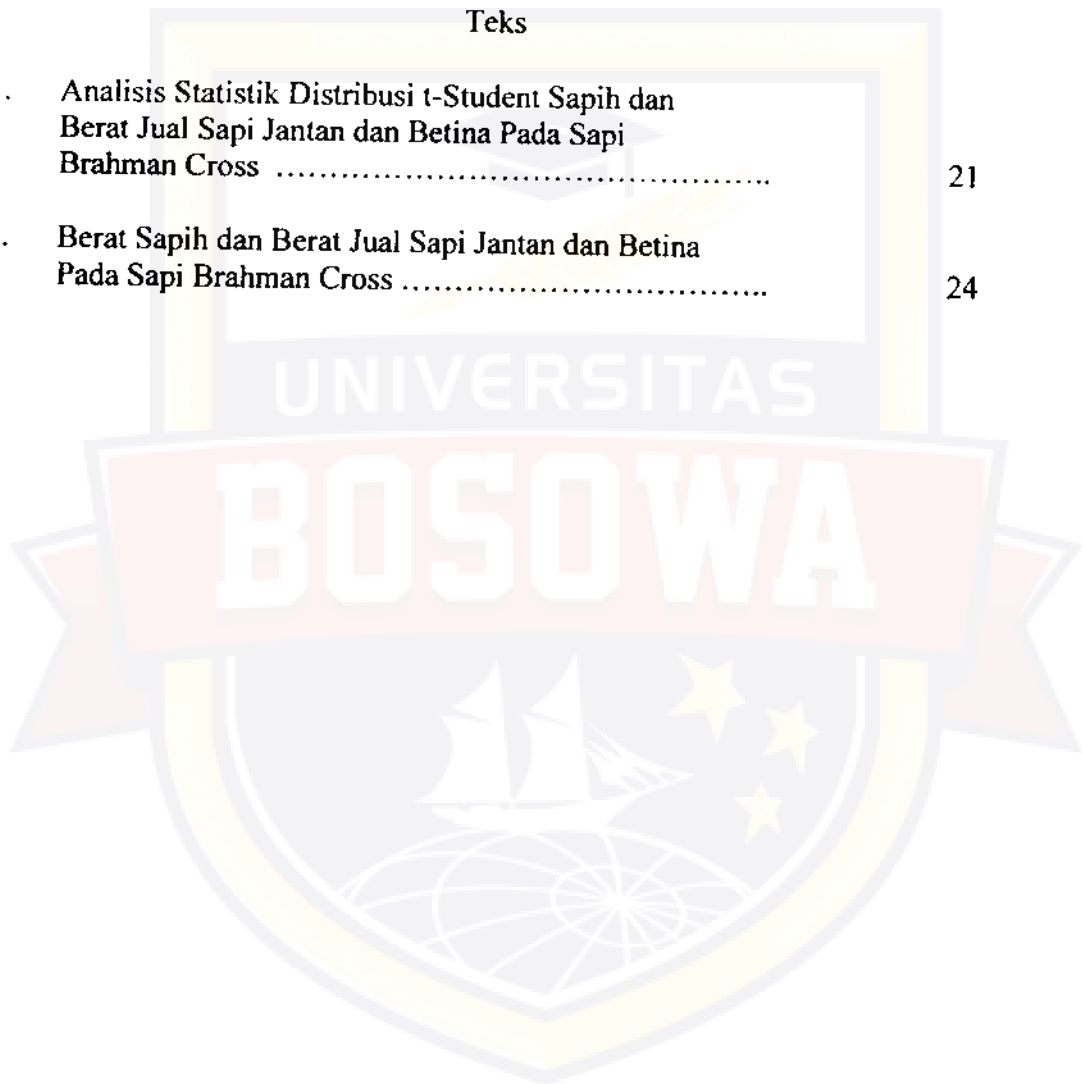 Teks
. Analisis Statistik Distribusi t-Student Sapih dan
Berat Jual Sapi Jantan dan Betina Pada Sapi
Brahman Cross ................................................ 21
. Berat Sapih dan Berat Jual Sapi Jantan dan Betina
Pada Sapi Brahman Cross .................................... 24
UNIVERSITAS
BOSOWA